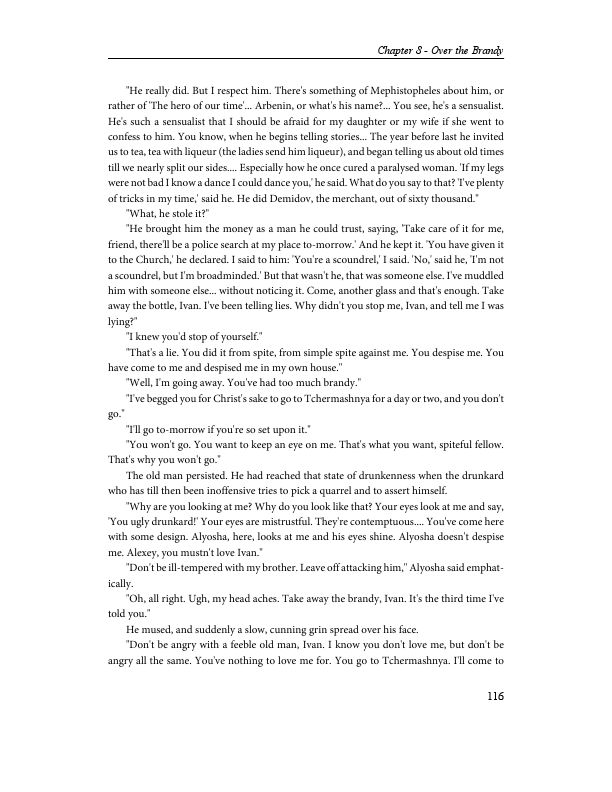 Chapter 8 - Over the Brandy
"He really did. But I respect him. There's something of Mephistopheles about him, or
rather of 'The hero of our time'... Arbenin, or what's his name?... You see, he's a sensualist.
He's such a sensualist that I should be afraid for my daughter or my wife if she went to
confess to him. You know, when he begins telling stories... The year before last he invited
us to tea, tea with liqueur (the ladies send him liqueur), and began telling us about old times
till we nearly split our sides.... Especially how he once cured a paralysed woman. 'If my legs
were not bad I know a dance I could dance you,' he said. What do you say to that? 'I've plenty
of tricks in my time,' said he. He did Demidov, the merchant, out of sixty thousand."
"What, he stole it?"
"He brought him the money as a man he could trust, saying, 'Take care of it for me,
friend, there'll be a police search at my place to-morrow.' And he kept it. 'You have given it
to the Church,' he declared. I said to him: 'You're a scoundrel,' I said. 'No,' said he, 'I'm not
a scoundrel, but I'm broadminded.' But that wasn't he, that was someone else. I've muddled
him with someone else... without noticing it. Come, another glass and that's enough. Take
away the bottle, Ivan. I've been telling lies. Why didn't you stop me, Ivan, and tell me I was
lying?"
"I knew you'd stop of yourself."
"That's a lie. You did it from spite, from simple spite against me. You despise me. You
have come to me and despised me in my own house."
"Well, I'm going away. You've had too much brandy."
"I've begged you for Christ's sake to go to Tchermashnya for a day or two, and you don't
go."
"I'll go to-morrow if you're so set upon it."
"You won't go. You want to keep an eye on me. That's what you want, spiteful fellow.
That's why you won't go."
The old man persisted. He had reached that state of drunkenness when the drunkard
who has till then been inoffensive tries to pick a quarrel and to assert himself.
"Why are you looking at me? Why do you look like that? Your eyes look at me and say,
'You ugly drunkard!' Your eyes are mistrustful. They're contemptuous.... You've come here
with some design. Alyosha, here, looks at me and his eyes shine. Alyosha doesn't despise
me. Alexey, you mustn't love Ivan."
"Don't be ill-tempered with my brother. Leave off attacking him," Alyosha said emphat-
ically.
"Oh, all right. Ugh, my head aches. Take away the brandy, Ivan. It's the third time I've
told you."
He mused, and suddenly a slow, cunning grin spread over his face.
"Don't be angry with a feeble old man, Ivan. I know you don't love me, but don't be
angry all the same. You've nothing to love me for. You go to Tchermashnya. I'll come to
116